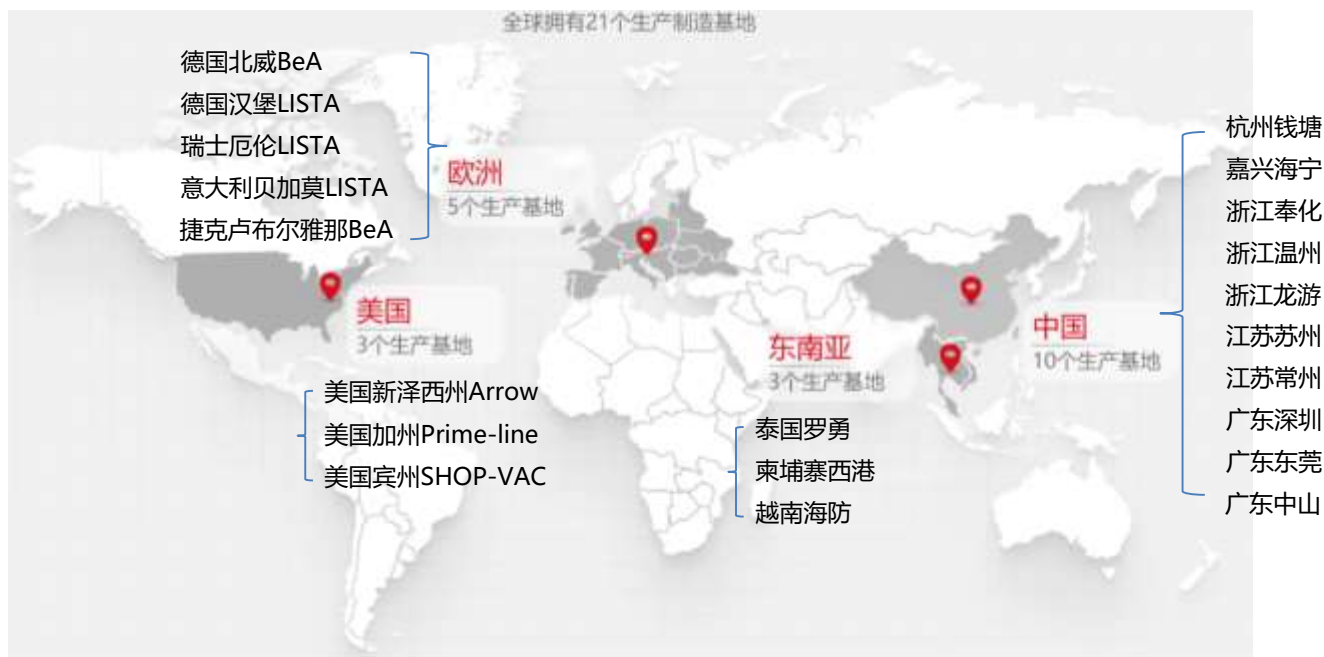 全球拥有21个生产制造基地
德国北威BeA
德国汉堡LISTA
瑞士厄伦LISTA
意大利贝加莫LISTA
捷克卢布尔雅那BeA
欧洲
5个生产基地
美国
3个生产基地
美国新泽西州Arrow
美国加州Prime-line
美国宾州SHOP-VAC
东南亚
3个生产基地
泰国罗勇
柬埔寨西港
越南海防
中国
10个生产基地
杭州钱塘
嘉兴海宁
浙江奉化
浙江温州
浙江龙游
江苏苏州
江苏常州
广东深圳
广东东莞
广东中山